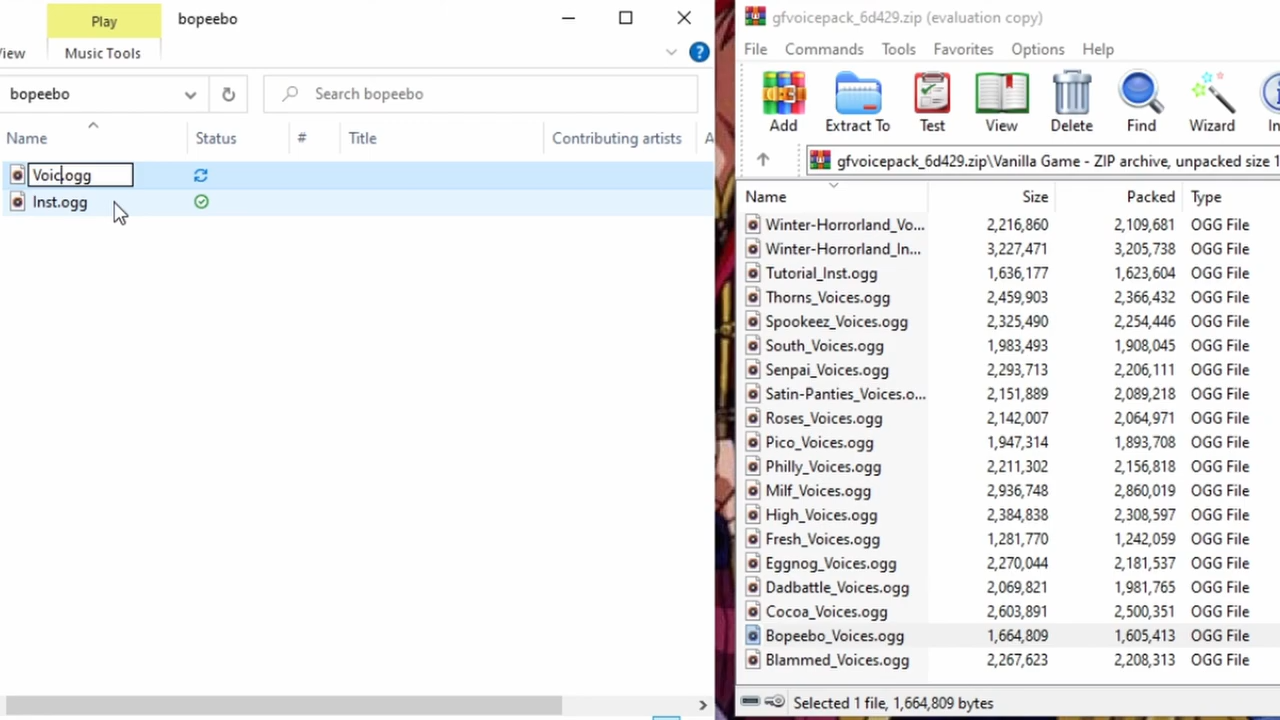 Play
bopeebo
iew
Music Tools
bopeebo
Search bopeebo
Name
Status
#
Title
Contributing artists
A
Voic.ogg
Inst.ogg
gfvoicepack_6d429.zip (evaluation copy)
File Commands Tools Favorites Options Help
Add Extract To Test View Delete Find Wizard In
gfvoicepack_6d429.zip\Vanilla Game - ZIP archive, unpacked size 1
Name Size Packed Type
Winter-Horrorland_Vo... 2,216,860 2,109,681 OGG File
Winter-Horrorland_In... 3,227,471 3,205,738 OGG File
Tutorial_Inst.ogg 1,636,177 1,623,604 OGG File
Thorns_Voices.ogg 2,459,903 2,366,432 OGG File
Spookeez_Voices.ogg 2,325,490 2,254,446 OGG File
South_Voices.ogg 1,983,493 1,908,045 OGG File
Senpai_Voices.ogg 2,293,713 2,206,111 OGG File
Satin-Panties_Voices.o... 2,151,889 2,089,218 OGG File
Roses_Voices.ogg 2,142,007 2,064,971 OGG File
Pico_Voices.ogg 1,947,314 1,893,708 OGG File
Philly_Voices.ogg 2,211,302 2,156,818 OGG File
Milf_Voices.ogg 2,936,748 2,860,019 OGG File
High_Voices.ogg 2,384,838 2,308,597 OGG File
Fresh_Voices.ogg 1,281,770 1,242,059 OGG File
Eggnog_Voices.ogg 2,270,044 2,181,537 OGG File
Dadbattle_Voices.ogg 2,069,821 1,981,765 OGG File
Cocoa_Voices.ogg 2,603,891 2,500,351 OGG File
Bopeebo_Voices.ogg 1,664,809 1,605,413 OGG File
Blammed_Voices.ogg 2,267,623 2,208,313 OGG File
Selected 1 file, 1,664,809 bytes